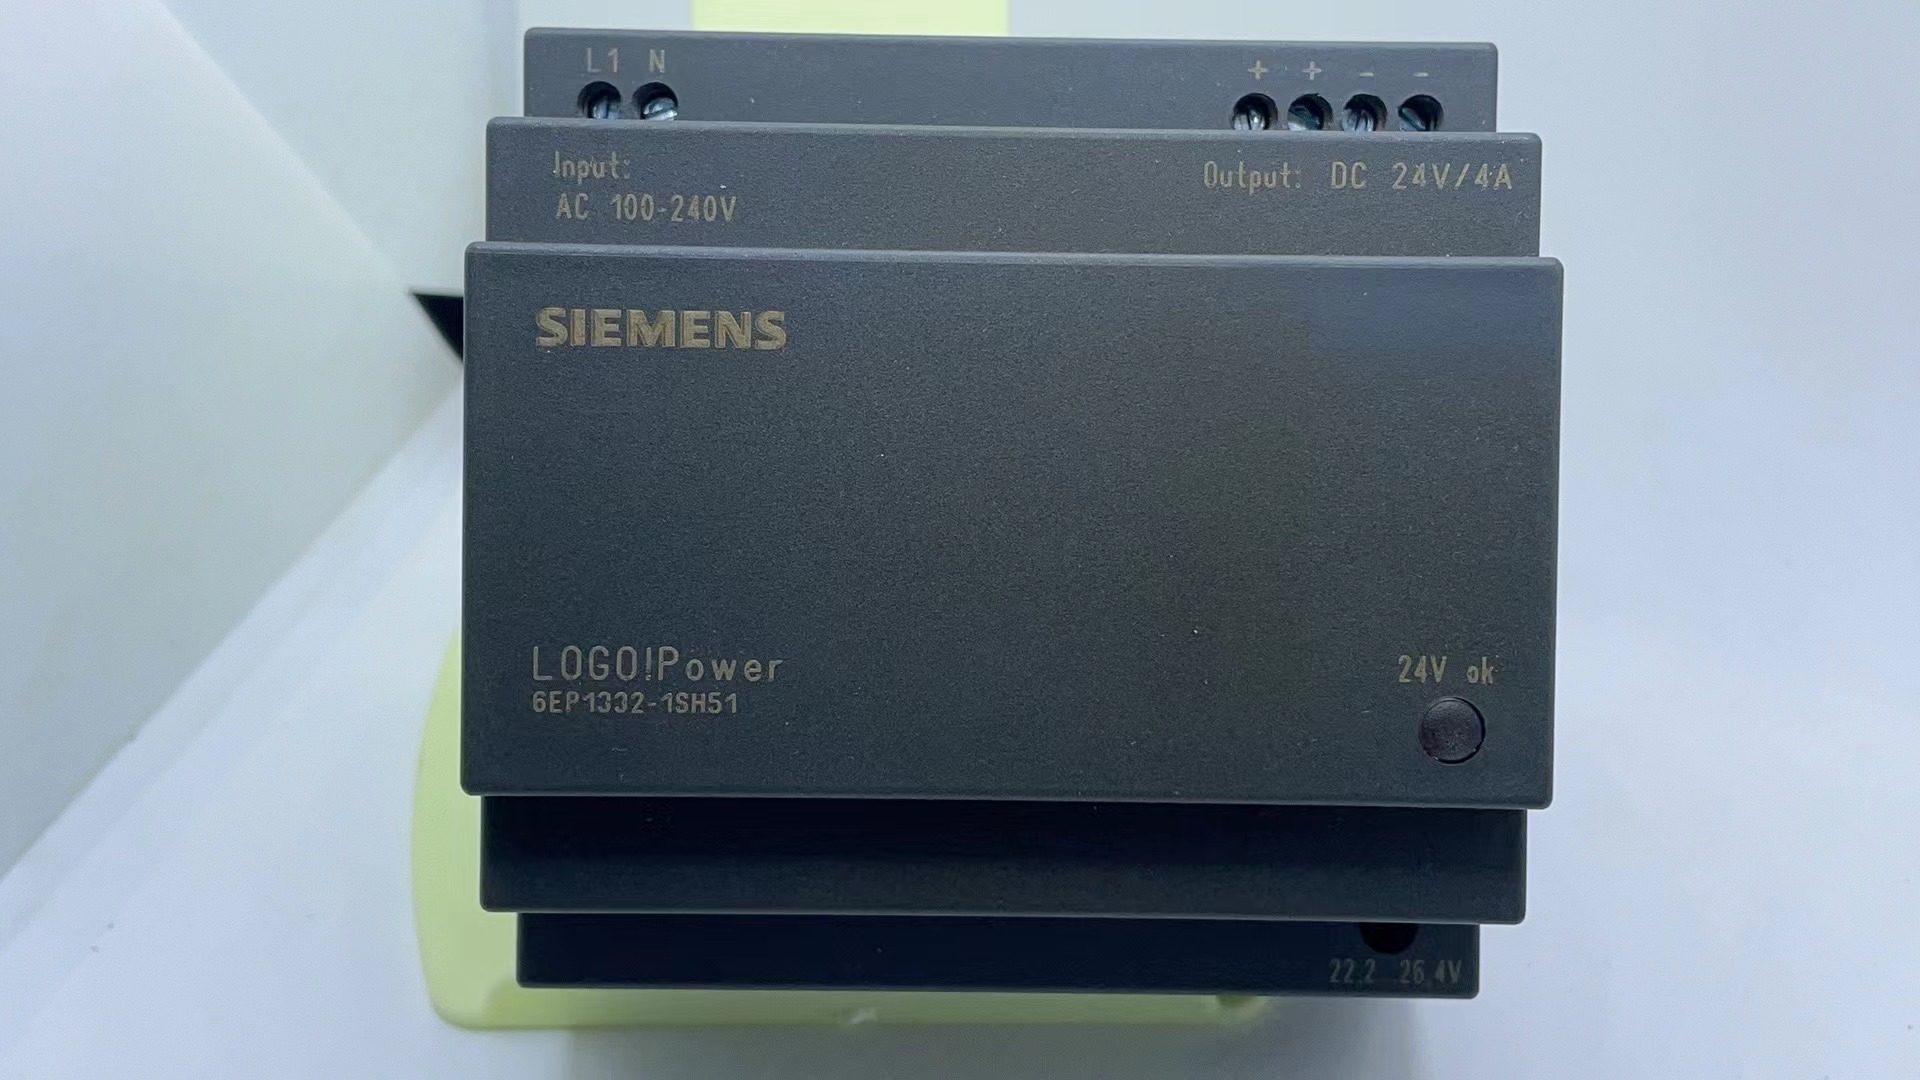 L1 N
+ + - -
Input:
AC 100-240V
Output: DC 24V/4A
SIEMENS
LOGO!Power
6EP1332-1SH51
24V ok
22.2 26.4V